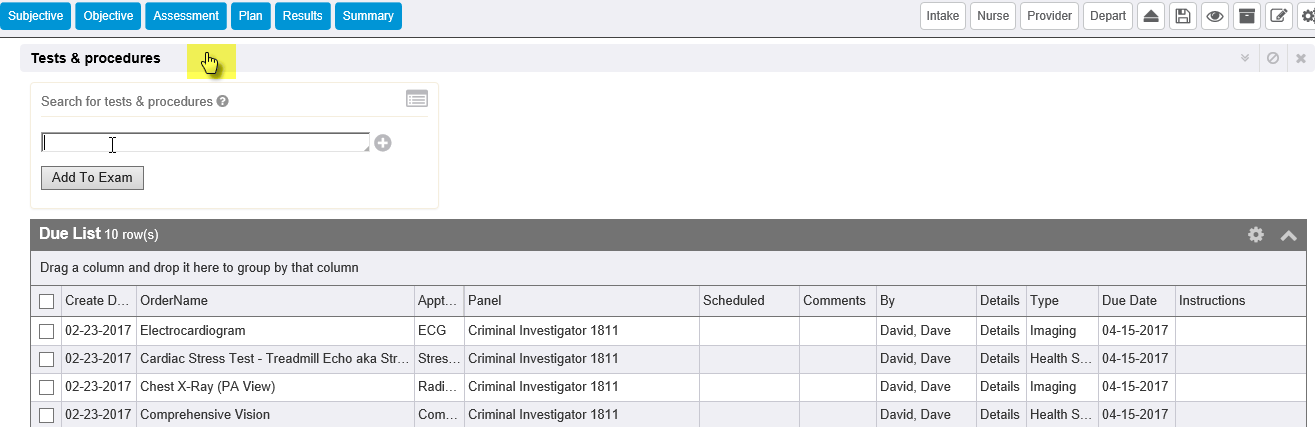 Subjective Objective Assessment Plan Results Summary Intake Nurse Provider Depart
Tests & procedures
Search for tests & procedures
Add To Exam
Due List 10 row(s)
Drag a column and drop it here to group by that column
Create D... OrderName Appt... Panel Scheduled Comments By Details Type Due Date Instructions
02-23-2017 Electrocardiogram ECG Criminal Investigator 1811 David, Dave Details Imaging 04-15-2017
02-23-2017 Cardiac Stress Test - Treadmill Echo aka Str... Stres... Criminal Investigator 1811 David, Dave Details Health S... 04-15-2017
02-23-2017 Chest X-Ray (PA View) Radi... Criminal Investigator 1811 David, Dave Details Imaging 04-15-2017
02-23-2017 Comprehensive Vision Com... Criminal Investigator 1811 David, Dave Details Health S... 04-15-2017